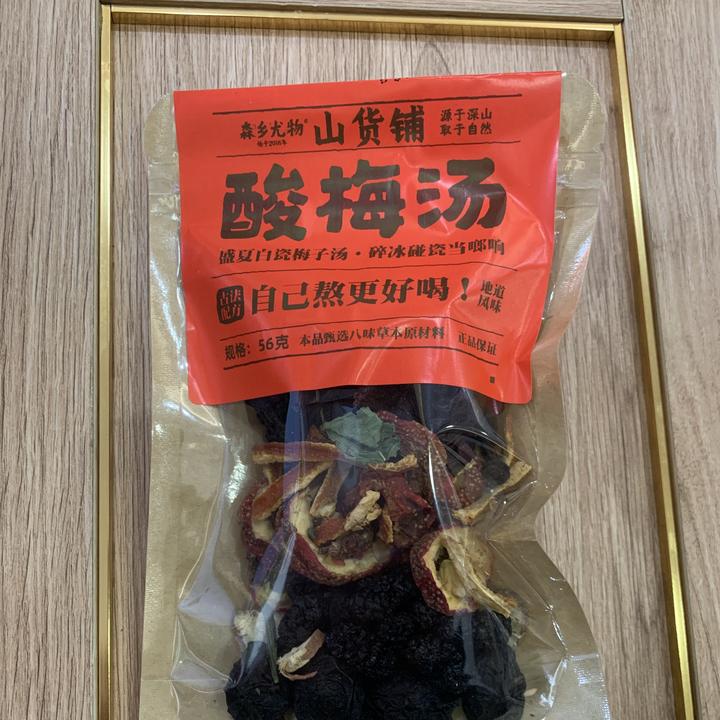 森乡尤物® 山货铺 源于深山
始于2016年 取于自然
酸梅汤
盛夏白瓷梅子汤·碎冰碰瓷当啷响
古法 自己熬更好喝！ 地道
配方 风味
规格：56克 本品甄选八味草本原材料 正品保证